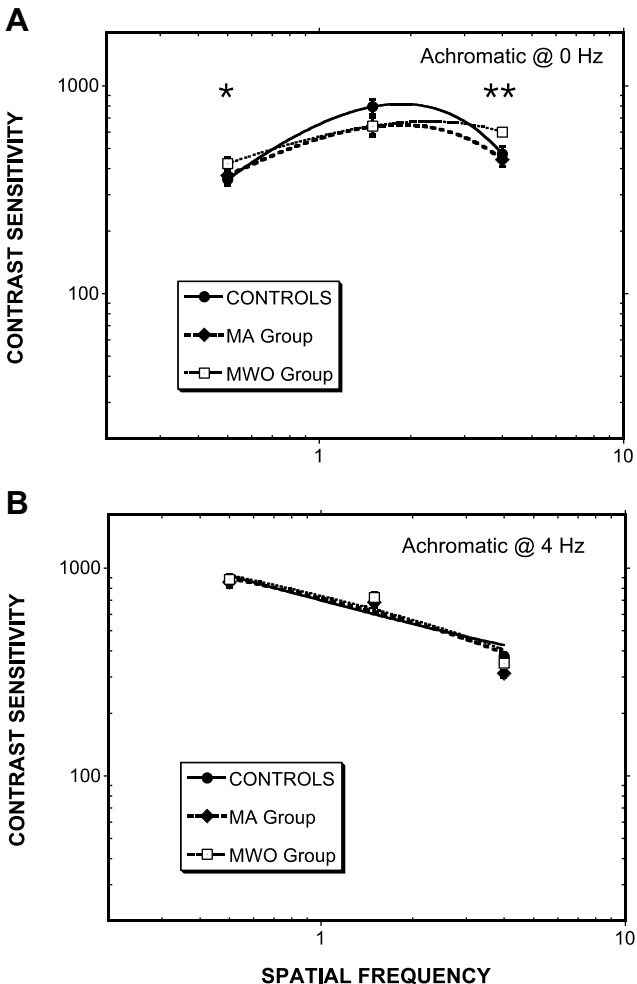 A
Achromatic @ 0 Hz
CONTRAST SENSITIVITY
1000
100
*
**
CONTROLS
MA Group
MWO Group
1
10
B
Achromatic @ 4 Hz
CONTRAST SENSITIVITY
1000
100
CONTROLS
MA Group
MWO Group
1
10
SPATIAL FREQUENCY